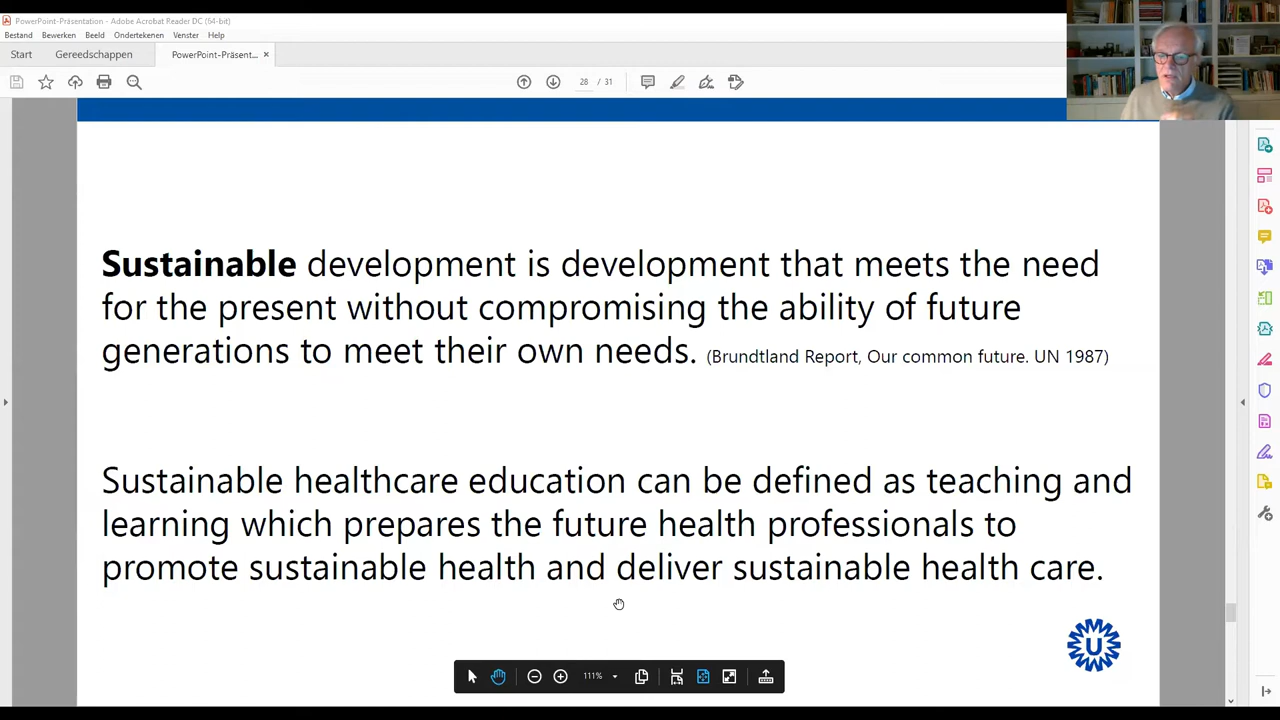 PowerPoint-Präsentation - Adobe Acrobat Reader DC (64-bit)
Bestand Bewerken Beeld Ondertekenen Venster Help
Start Gereedschappen PowerPoint-Präsent... ×
28 / 31
Sustainable development is development that meets the need
for the present without compromising the ability of future
generations to meet their own needs. (Brundtland Report, Our common future. UN 1987)
Sustainable healthcare education can be defined as teaching and
learning which prepares the future health professionals to
promote sustainable health and deliver sustainable health care.
U
111%